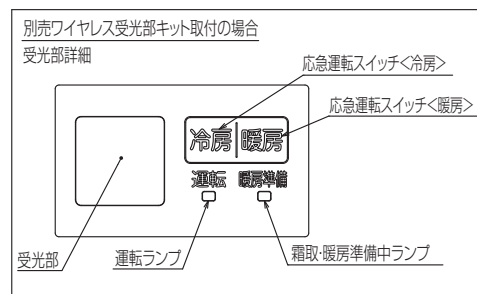 別売ワイヤレス受光部キット取付の場合
受光部詳細
応急運転スイッチ<冷房>
応急運転スイッチ<暖房>
冷房 暖房
運転 暖房準備
受光部
運転ランプ
霜取・暖房準備中ランプ